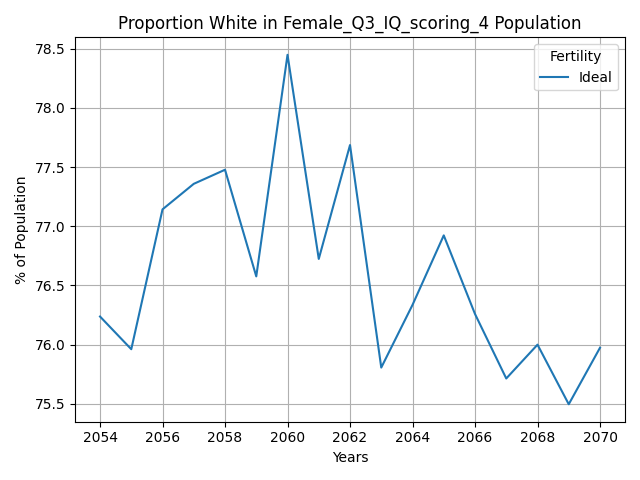 Proportion White in Female_Q3_IQ_scoring_4 Population
Fertility
Ideal
78.5
78.0
77.5
77.0
76.5
76.0
75.5
% of Population
2054 2056 2058 2060 2062 2064 2066 2068 2070
Years